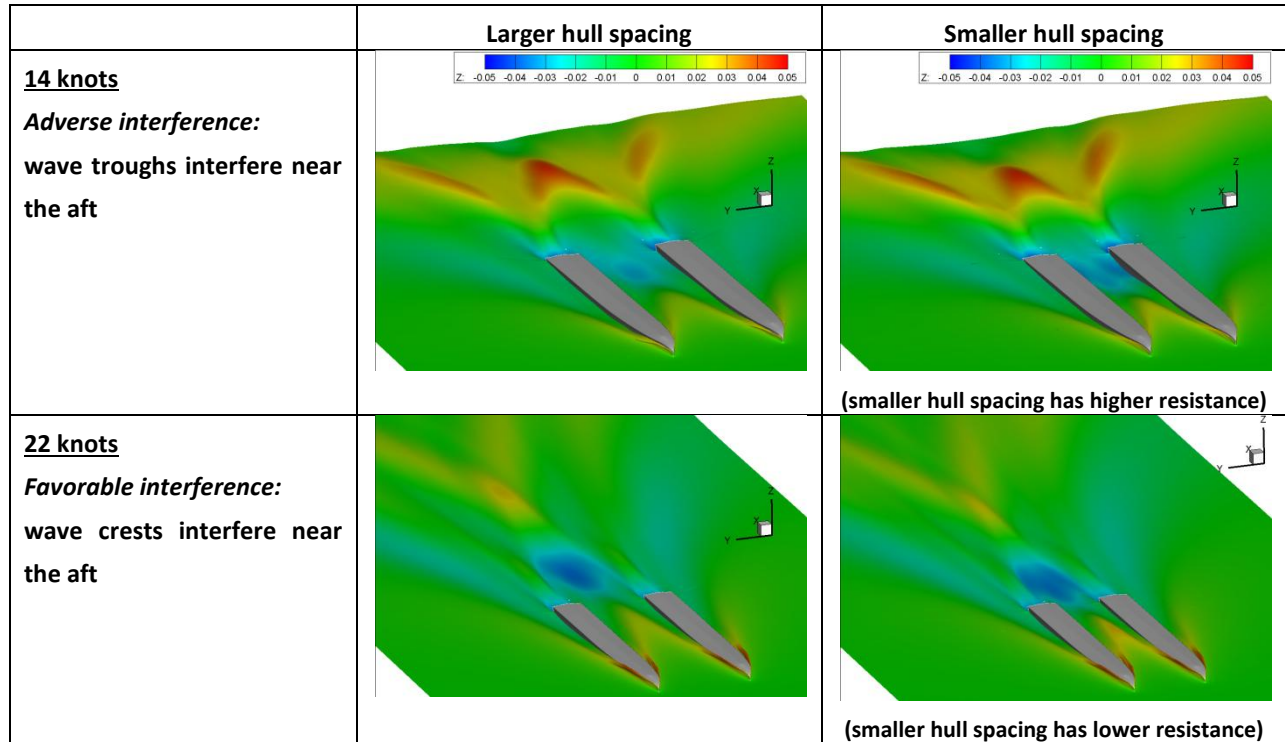 Larger hull spacing
Smaller hull spacing
14 knots
Adverse interference:
wave troughs interfere near
the aft
Z: -0.05 -0.04 -0.03 -0.02 -0.01 0 0.01 0.02 0.03 0.04 0.05
Z
X
Y
Z: -0.05 -0.04 -0.03 -0.02 -0.01 0 0.01 0.02 0.03 0.04 0.05
Z
X
Y
(smaller hull spacing has higher resistance)
22 knots
Favorable interference:
wave crests interfere near
the aft
Z
X
Y
Z
X
Y
(smaller hull spacing has lower resistance)